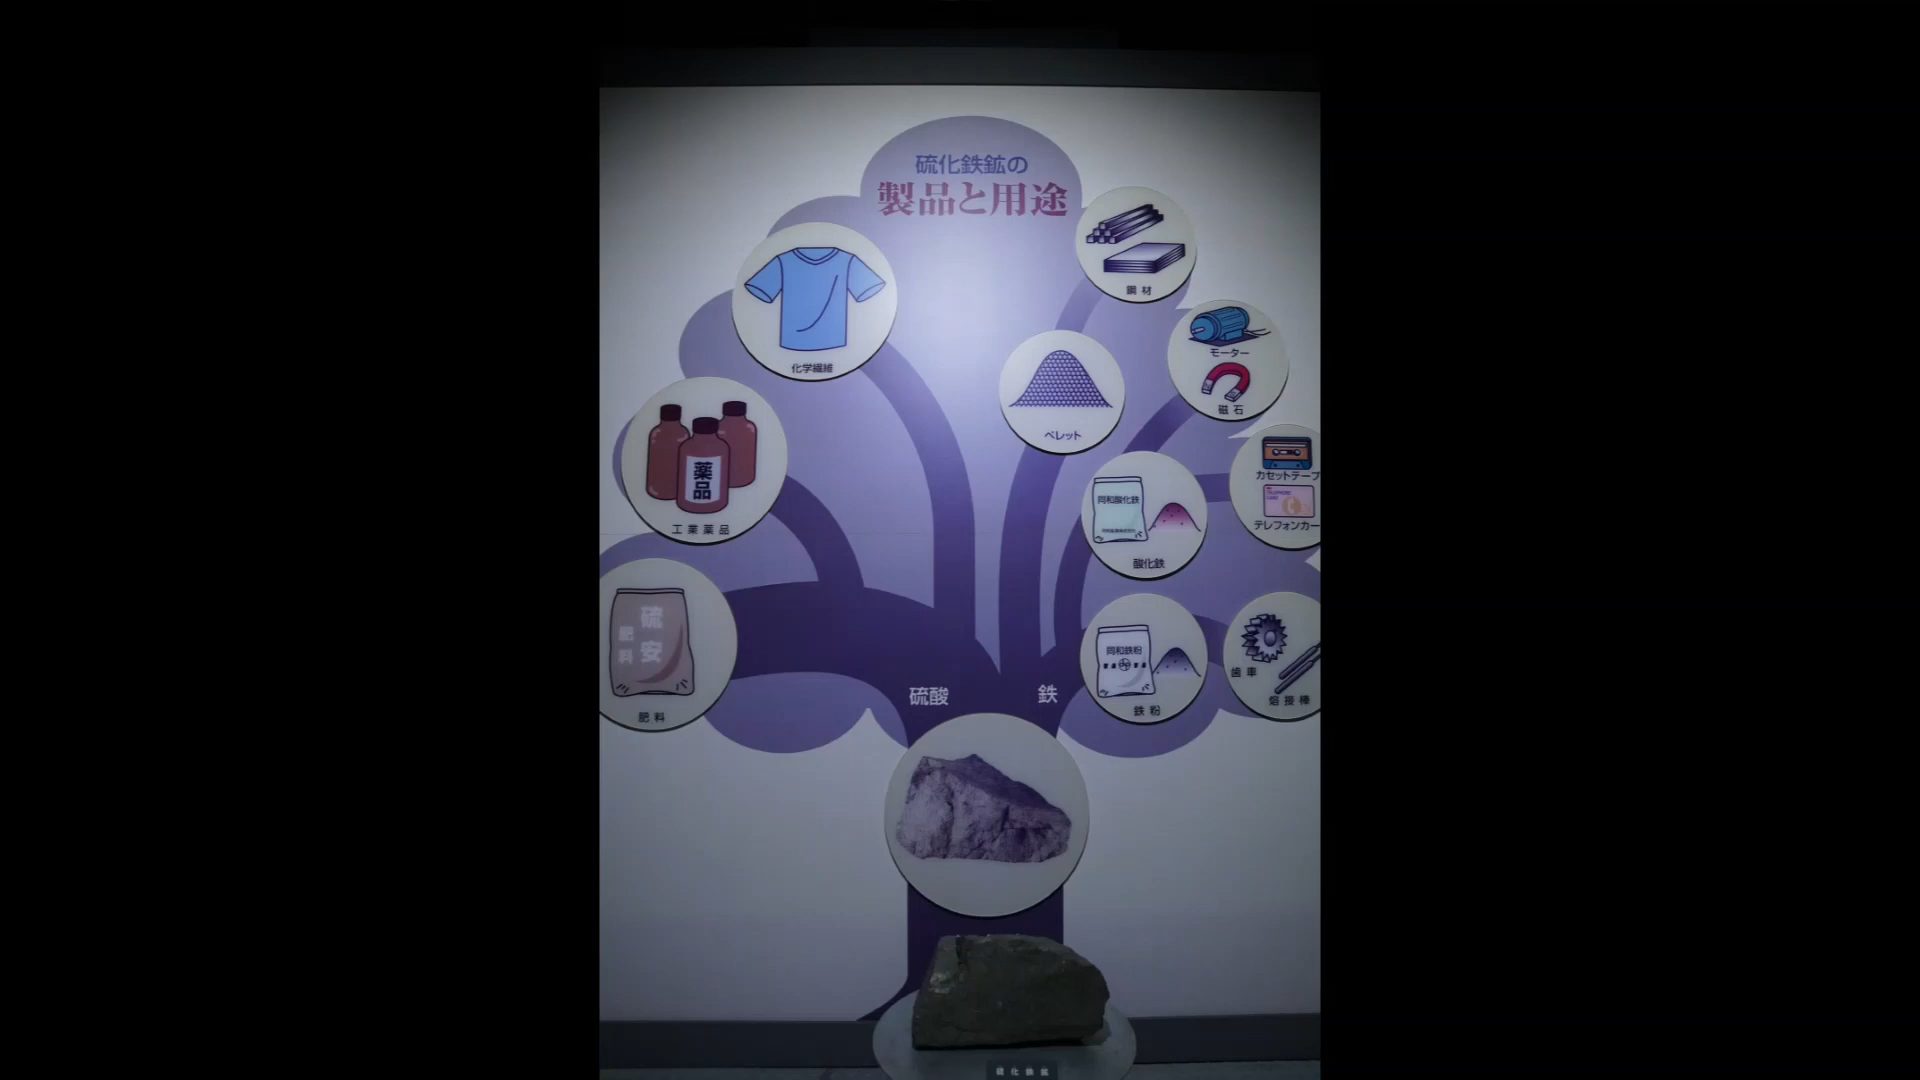 硫化鉄鉱の
製品と用途
化学繊維
鋼材
モーター
磁石
ペレット
薬品
工業薬品
カセットテープ
TELEPHONE
CARD
テレフォンカー
同和酸化鉄
酸化鉄
硫安
肥料
肥料
同和鉄粉
鉄粉
歯車
熔接棒
硫酸
鉄
硫化鉄鉱